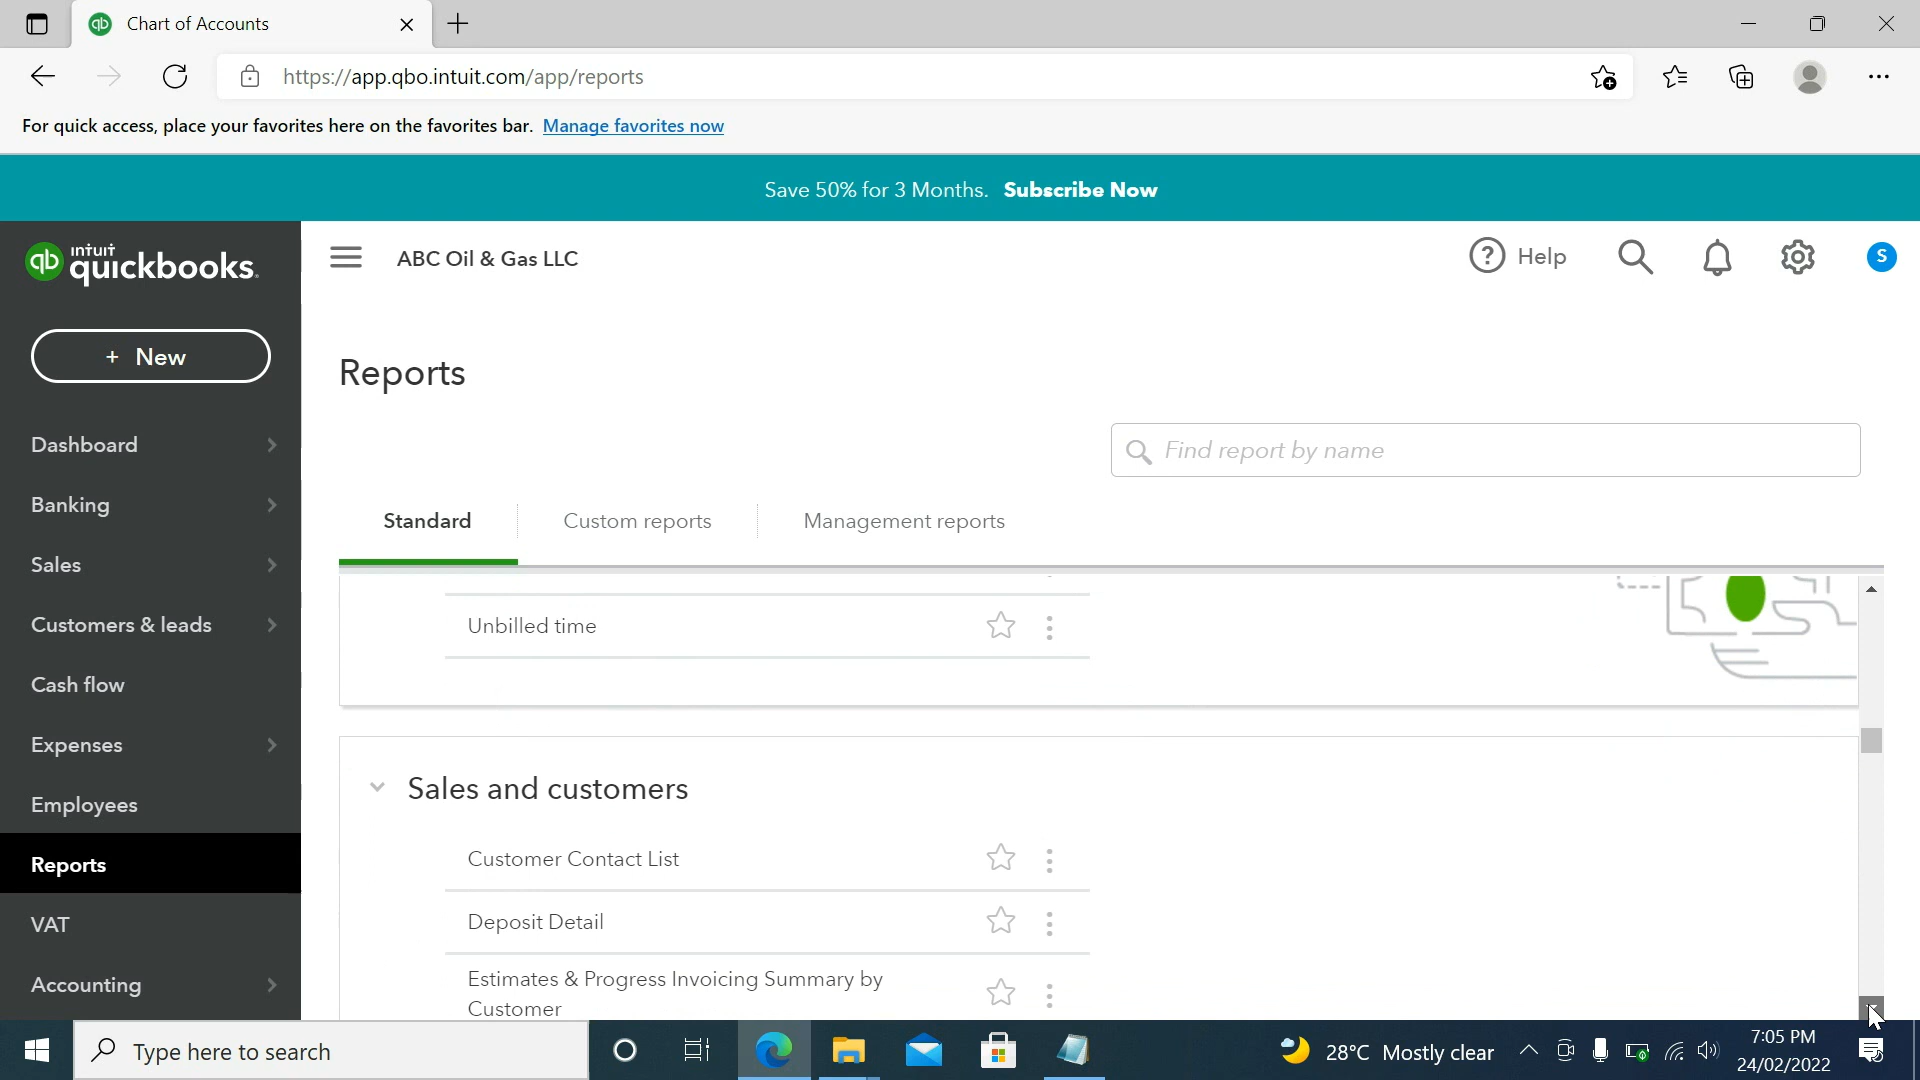 Chart of Accounts
https://app.qbo.intuit.com/app/reports
For quick access, place your favorites here on the favorites bar. Manage favorites now
Save 50% for 3 Months. Subscribe Now
qb intuit quickbooks.
ABC Oil & Gas LLC
? Help
S
+ New
Reports
Find report by name
Dashboard
Banking
Sales
Customers & leads
Cash flow
Expenses
Employees
Reports
VAT
Accounting
Standard
Custom reports
Management reports
Unbilled time
Sales and customers
Customer Contact List
Deposit Detail
Estimates & Progress Invoicing Summary by
Customer
Type here to search
28°C Mostly clear
7:05 PM
24/02/2022